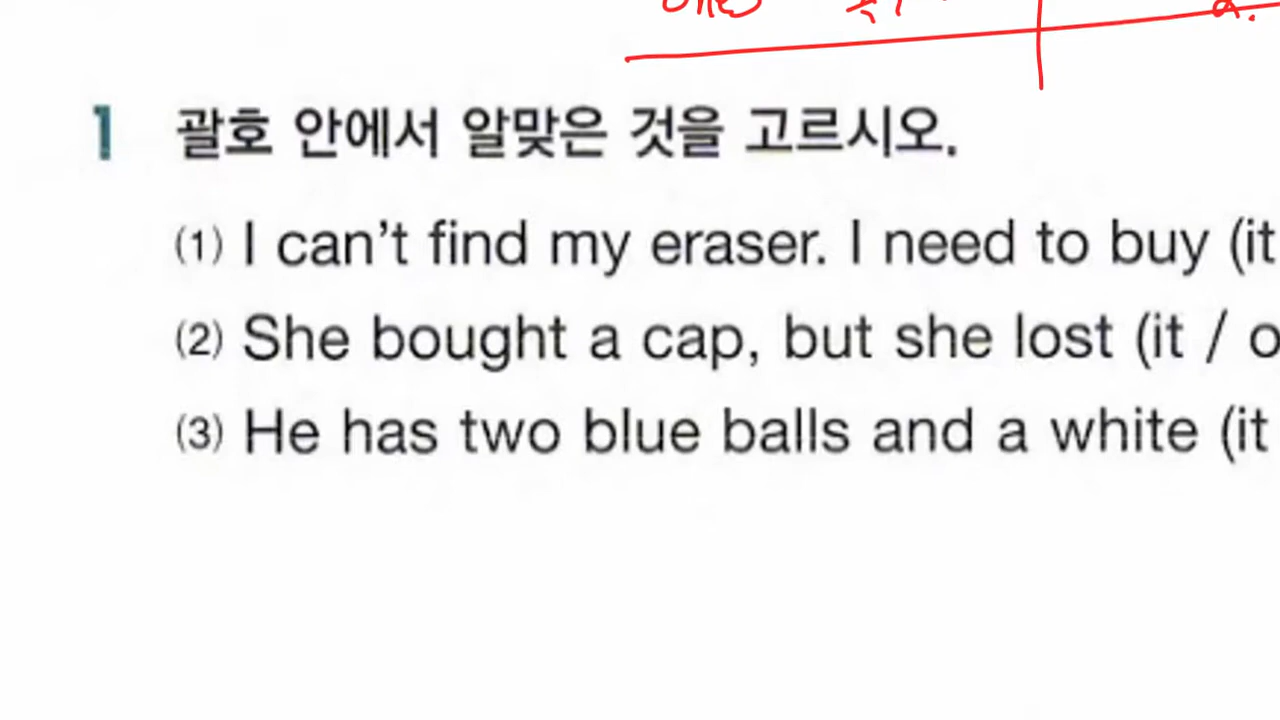 1 괄호 안에서 알맞은 것을 고르시오.
(1) I can't find my eraser. I need to buy (it
(2) She bought a cap, but she lost (it / o
(3) He has two blue balls and a white (it